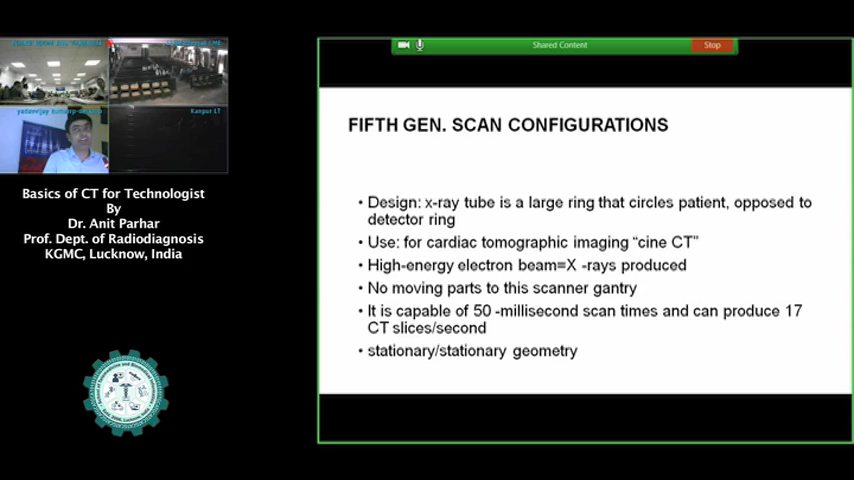 Kanpur LT
Shared Content
Stop
FIFTH GEN. SCAN CONFIGURATIONS
• Design: x-ray tube is a large ring that circles patient, opposed to
detector ring
• Use: for cardiac tomographic imaging “cine CT”
• High-energy electron beam=X -rays produced
• No moving parts to this scanner gantry
• It is capable of 50 -millisecond scan times and can produce 17
CT slices/second
• stationary/stationary geometry
Basics of CT for Technologist
By
Dr. Anit Parhar
Prof. Dept. of Radiodiagnosis
KGMC, Lucknow, India